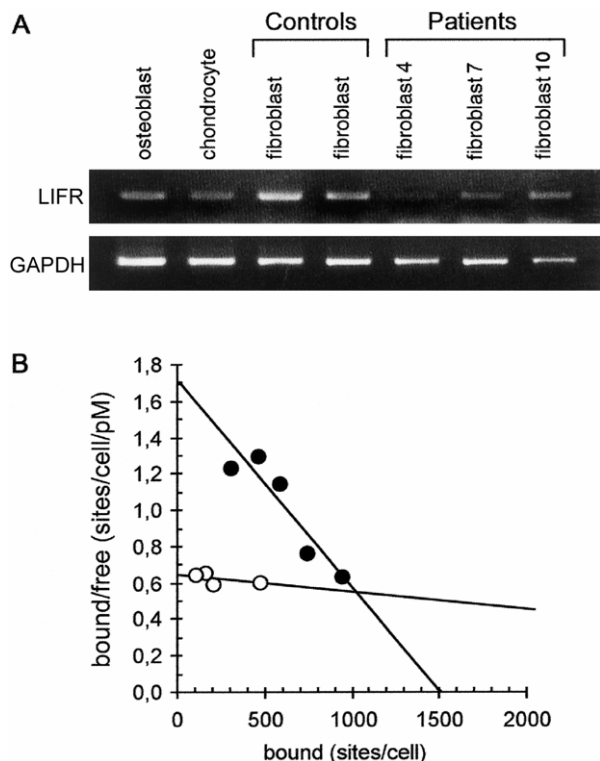 A
Controls
Patients
osteoblast
chondrocyte
fibroblast
fibroblast
fibroblast 4
fibroblast 7
fibroblast 10
LIFR
GAPDH
B
bound/free (sites/cell/pM)
1,8
1,6
1,4
1,2
1,0
0,8
0,6
0,4
0,2
0,0
0
500
1000
1500
2000
bound (sites/cell)